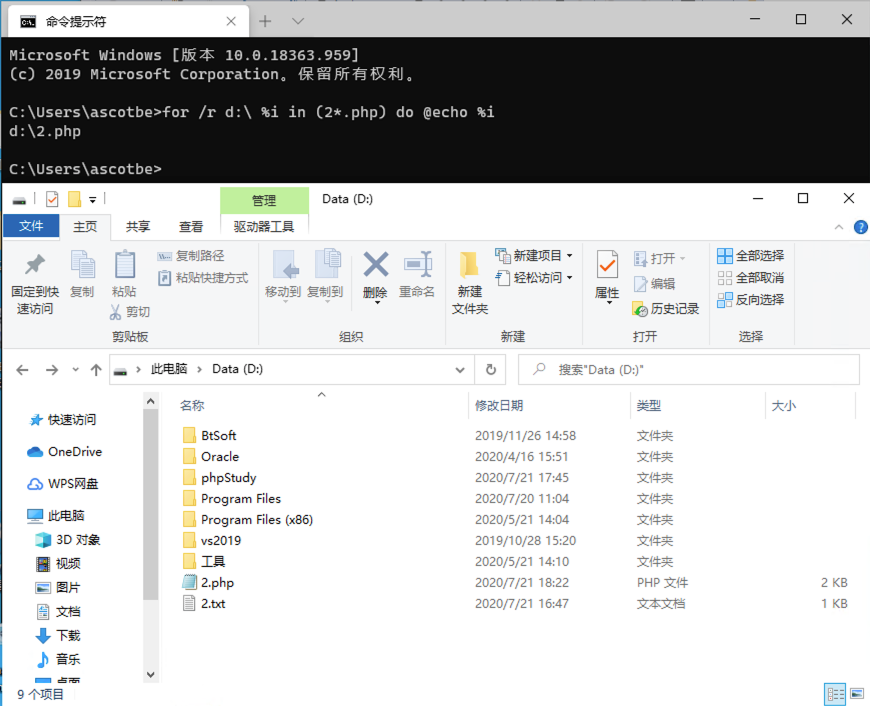 命令提示符
Microsoft Windows [版本 10.0.18363.959]
(c) 2019 Microsoft Corporation。保留所有权利。
C:\Users\ascotbe>for /r d:\ %i in (2*.php) do @echo %i
d:\2.php
C:\Users\ascotbe>
管理 Data (D:)
文件 主页 共享 查看 驱动器工具
固定到快速访问
复制
粘贴
复制路径
粘贴快捷方式
剪切
剪贴板
移动到
复制到
删除
重命名
组织
新建文件夹
新建项目
轻松访问
新建
属性
打开
编辑
历史记录
打开
全部选择
全部取消
反向选择
选择
此电脑 Data (D:)
搜索"Data (D:)"
快速访问
OneDrive
WPS网盘
此电脑
3D 对象
视频
图片
文档
下载
音乐
桌面
名称 修改日期 类型 大小
BtSoft 2019/11/26 14:58 文件夹
Oracle 2020/4/16 15:51 文件夹
phpStudy 2020/7/21 17:45 文件夹
Program Files 2020/7/20 11:04 文件夹
Program Files (x86) 2020/5/21 14:04 文件夹
vs2019 2019/10/28 15:20 文件夹
工具 2020/5/21 14:10 文件夹
2.php 2020/7/21 18:22 PHP 文件 2 KB
2.txt 2020/7/21 16:47 文本文档 1 KB
9 个项目